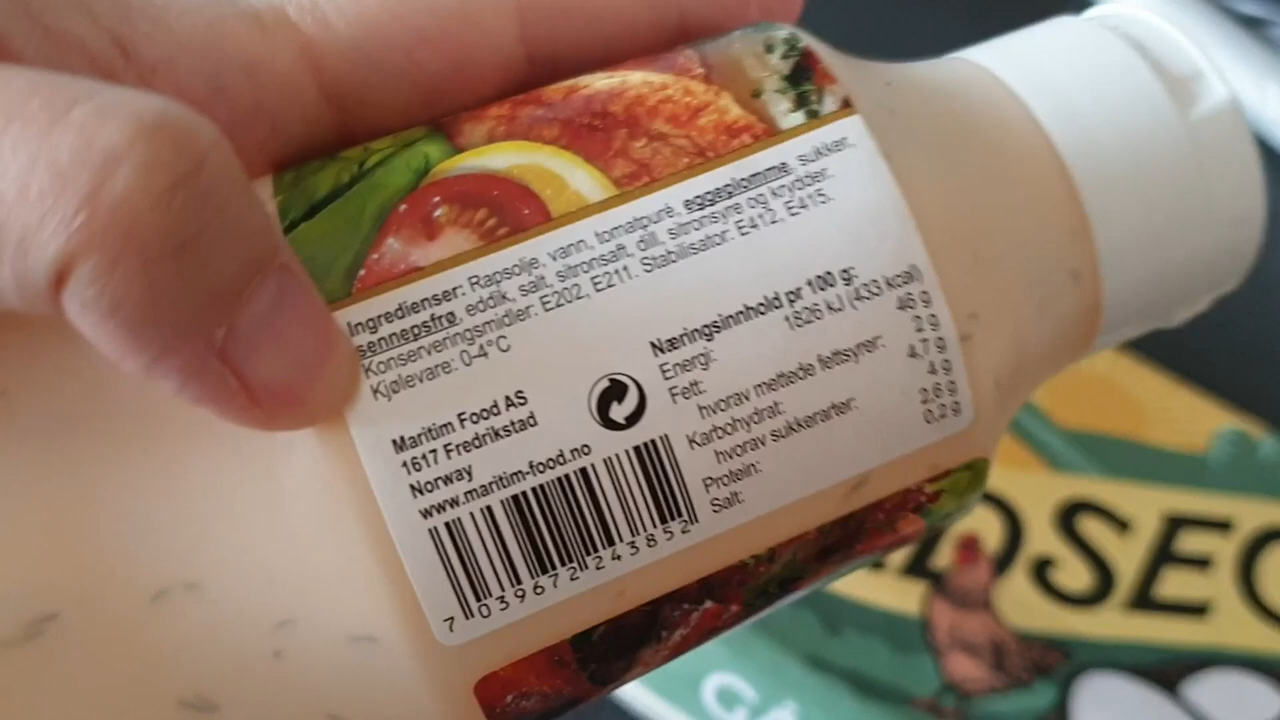 Ingredienser: Rapsolje, vann, tomatpuré, eggeplomme, sukker,
sennepsfrø, eddik, salt, sitronsaft, dill, sitronsyre og krydder.
Konserveringsmidler: E202, E211. Stabilisator: E412, E415.
Kjølevare: 0-4°C
Maritim Food AS
1617 Fredrikstad
Norway
www.maritim-food.no
7 039672 243852
Næringsinnhold pr 100 g:
Energi: 1826 kJ (433 kcal)
Fett: 46 g
hvorav mettede fettsyrer: 2 g
Karbohydrat: 4,7 g
hvorav sukkerarter: 4 g
Protein: 2,6 g
Salt: 0,2 g